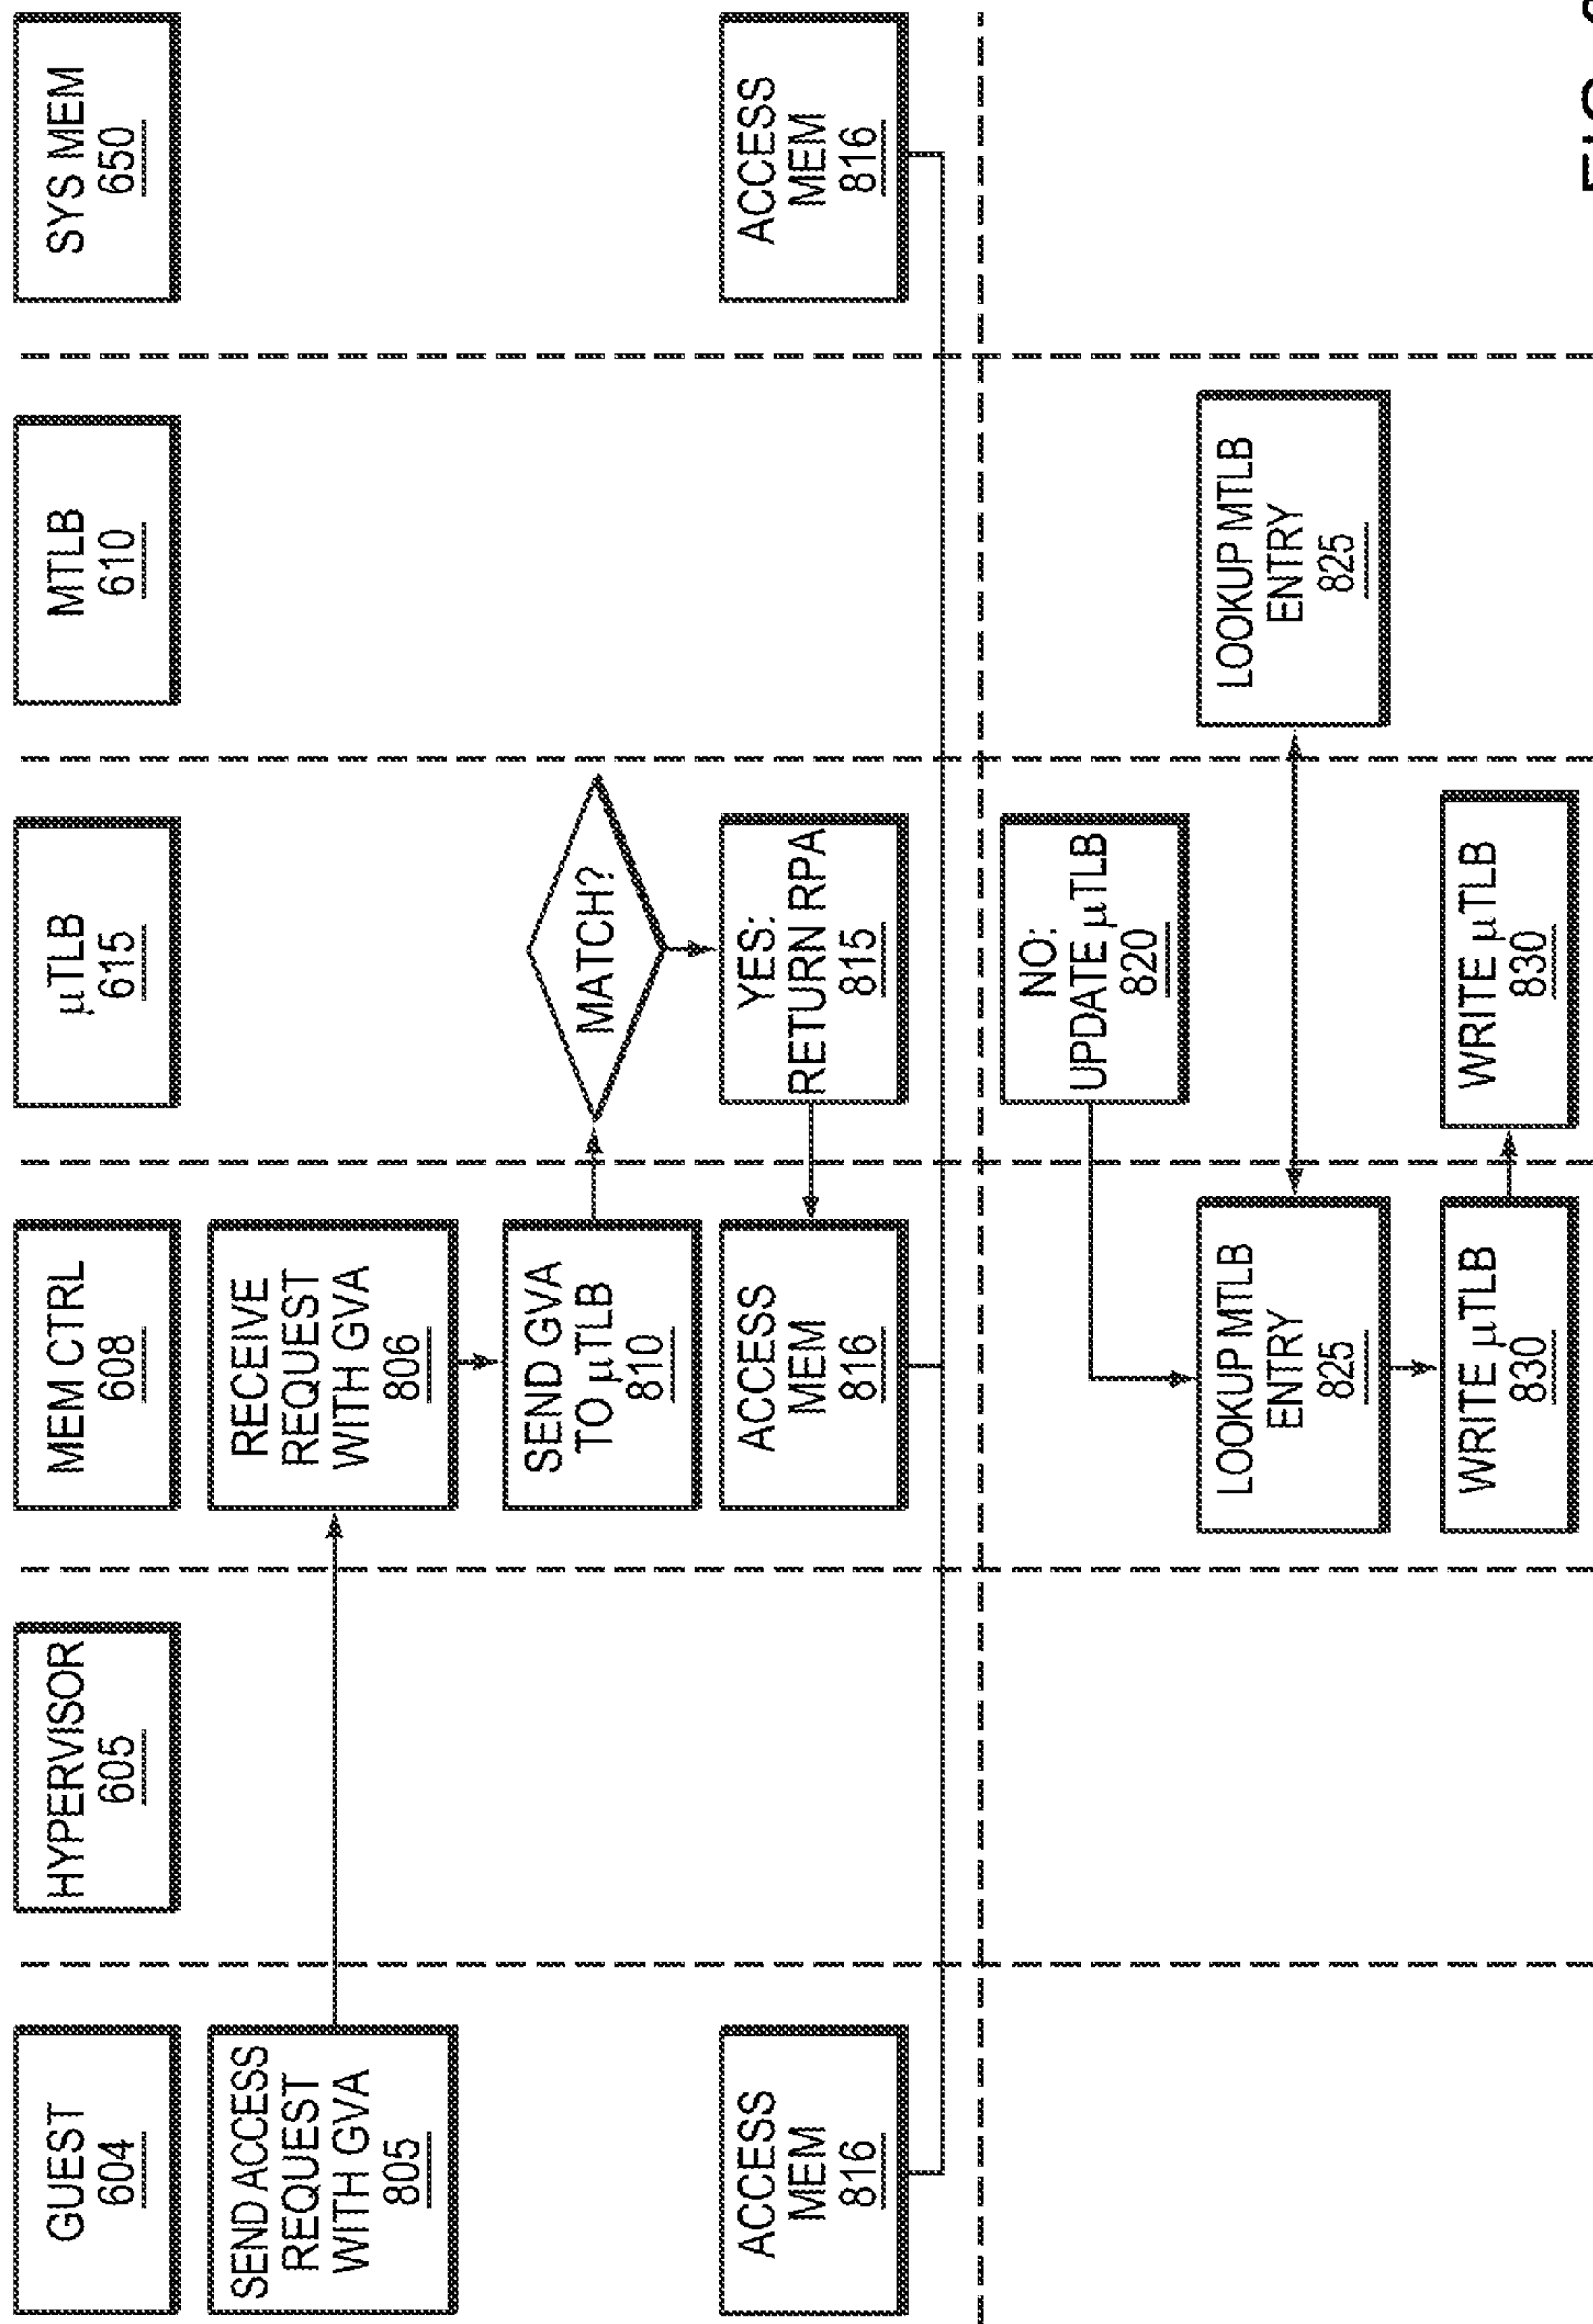 GUEST
604
HYPERVISOR
605
MEM CTRL
608
μTLB
615
MTLB
610
SYS MEM
650
SEND ACCESS
REQUEST
WITH GVA
805
RECEIVE
REQUEST
WITH GVA
806
SEND GVA
TO μTLB
810
MATCH?
ACCESS
MEM
816
ACCESS
MEM
816
YES:
RETURN RPA
815
ACCESS
MEM
816
NO:
UPDATE μTLB
820
LOOKUP MTLB
ENTRY
825
LOOKUP MTLB
ENTRY
825
WRITE μTLB
830
WRITE μTLB
830